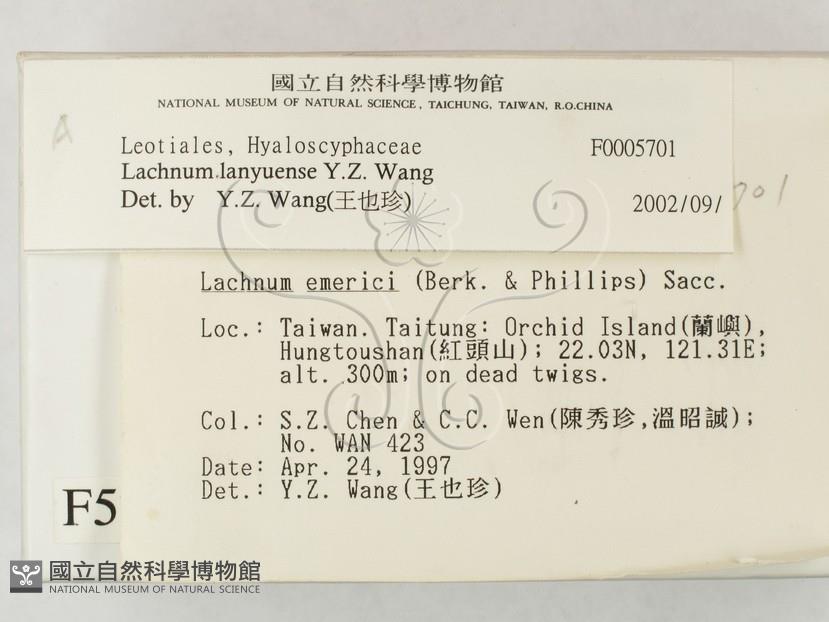 國立自然科學博物館
NATIONAL MUSEUM OF NATURAL SCIENCE, TAICHUNG, TAIWAN, R.O.CHINA
A
Leotiales, Hyaloscyphaceae F0005701
Lachnum lanyuense Y.Z. Wang
Det. by Y.Z. Wang(王也珍) 2002/09/
701
Lachnum emerici (Berk. & Phillips) Sacc.
Loc.: Taiwan. Taitung: Orchid Island(蘭嶼),
Hungtoushan(紅頭山); 22.03N, 121.31E;
alt. 300m; on dead twigs.
Col.: S.Z. Chen & C.C. Wen(陳秀珍,溫昭誠);
No. WAN 423
Date: Apr. 24, 1997
Det.: Y.Z. Wang(王也珍)
F5
國立自然科學博物館
NATIONAL MUSEUM OF NATURAL SCIENCE